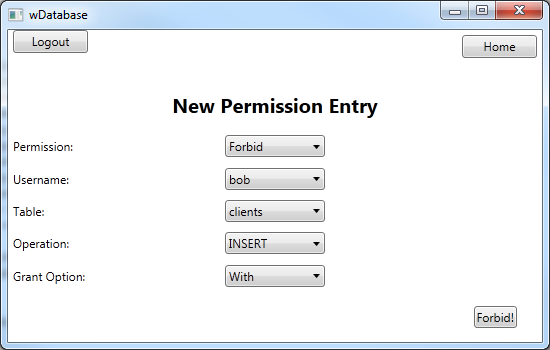 wDatabase
Logout
Home
New Permission Entry
Permission: Forbid
Username: bob
Table: clients
Operation: INSERT
Grant Option: With
Forbid!